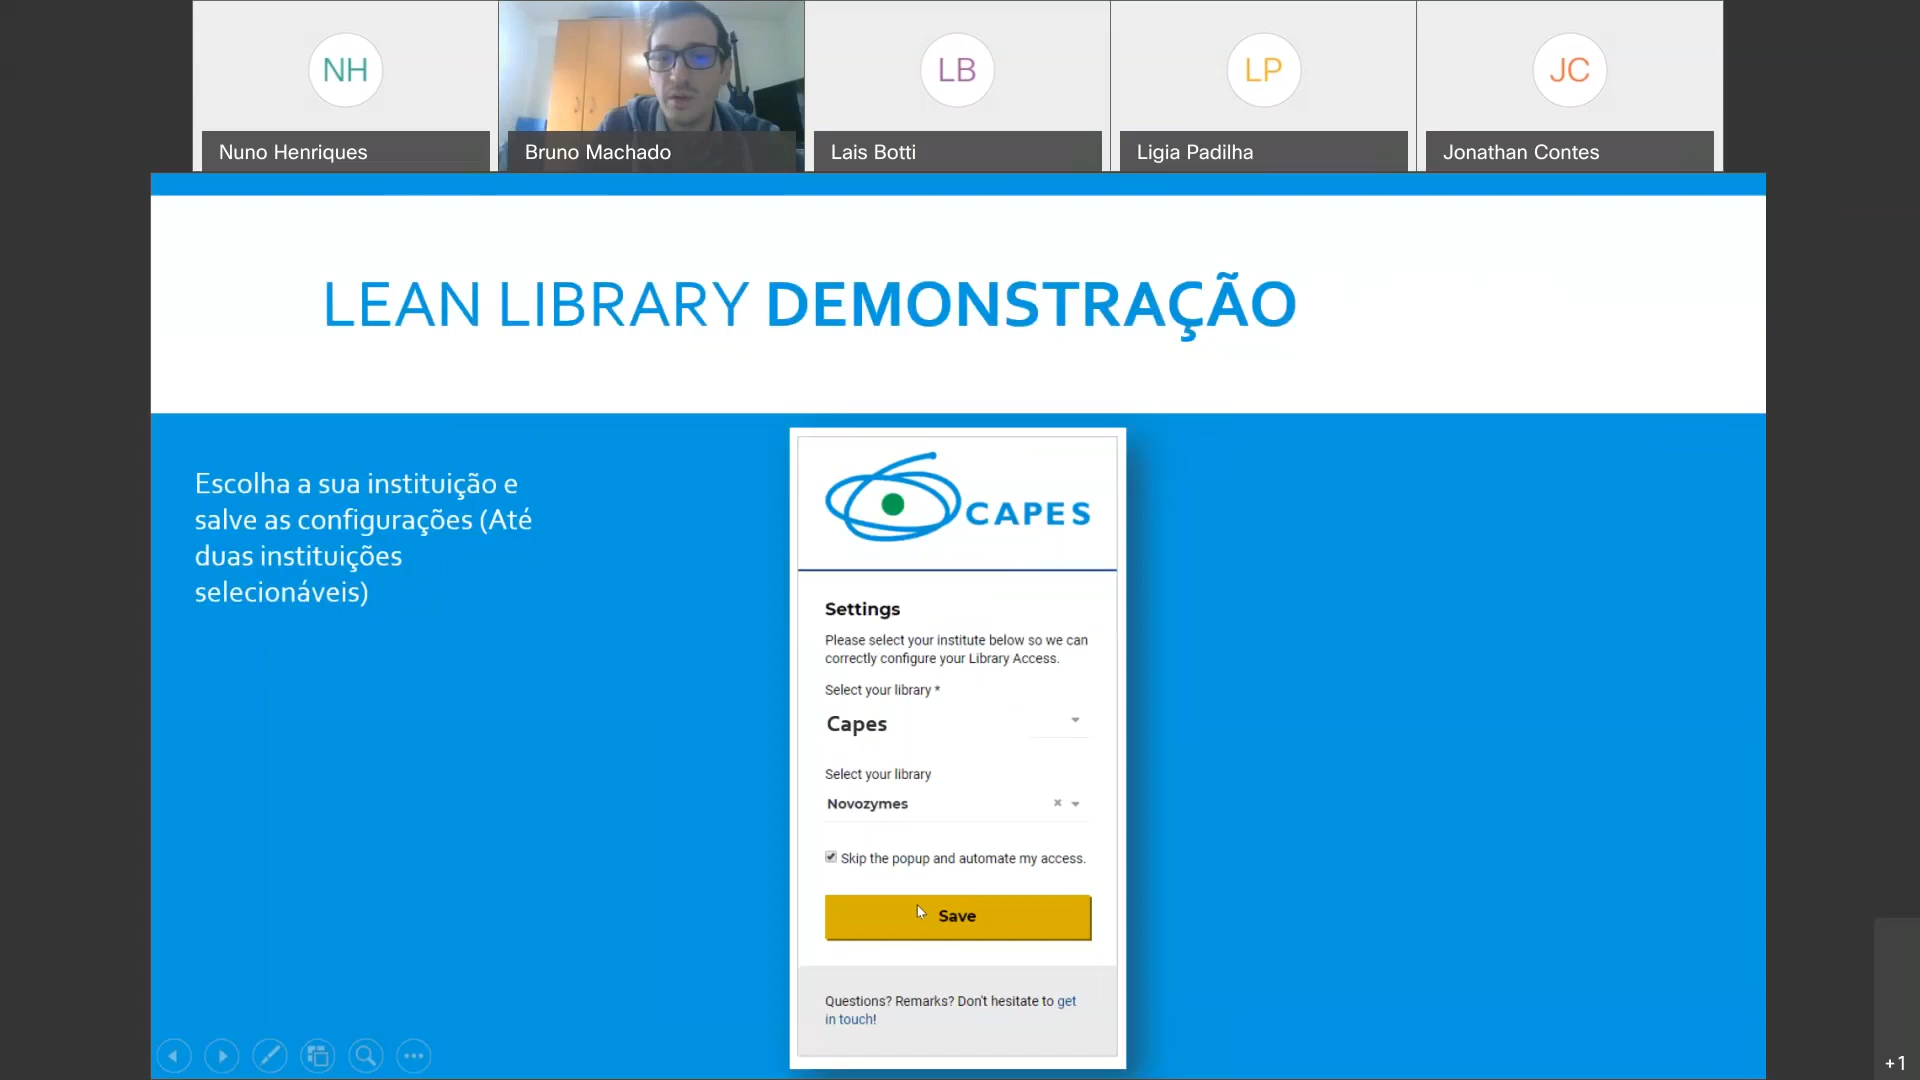 NH
LB
LP
JC
Nuno Henriques
Bruno Machado
Lais Botti
Ligia Padilha
Jonathan Contes
LEAN LIBRARY DEMONSTRAÇÃO
Escolha a sua instituição e
salve as configurações (Até
duas instituições
selecionáveis)
CAPES
Settings
Please select your institute below so we can
correctly configure your Library Access.
Select your library *
Capes
Select your library
Novozymes
Skip the popup and automate my access.
Save
Questions? Remarks? Don't hesitate to get
in touch!
+1